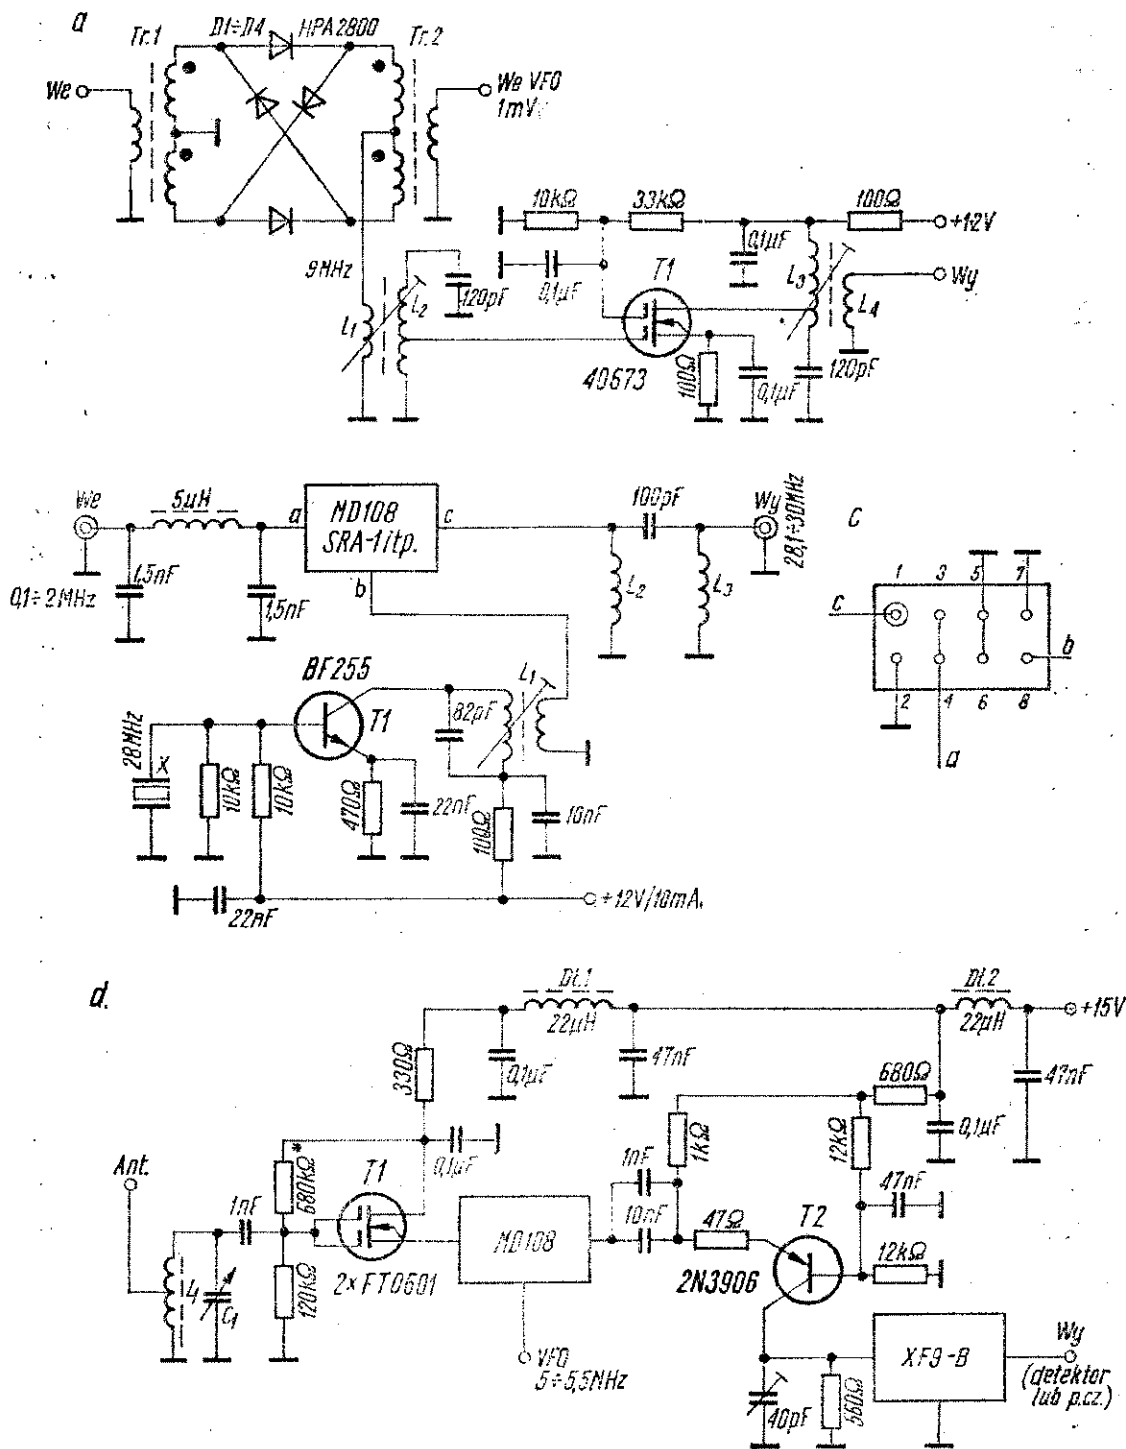 a
Tr.1
D1÷D4
HPA2800
Tr.2
We
We VFO
1mV
9MHz
L1
L2
120pF
10kΩ
33kΩ
100Ω
+12V
0,1µF
0,1µF
T1
L3
L4
Wy
40673
100Ω
0,1µF
120pF
We
5µH
a
MD108
SRA-1itp.
c
b
100pF
Wy
28,1÷30MHz
1,5nF
1,5nF
0,1÷2MHz
L2
L3
C
1
3
5
7
c
b
2
4
6
8
a
BF255
T1
L1
82pF
28MHz
X
10kΩ
10kΩ
470Ω
22nF
100Ω
10nF
22nF
+12V/10mA.
d.
Dł.1
22µH
Dł.2
22µH
+15V
330Ω
0,1µF
47nF
680Ω
47nF
0,1µF
1kΩ
12kΩ
Ant.
680kΩ*
T1
0,1µF
1nF
1nF
10nF
47nF
MD108
47Ω
T2
12kΩ
C1
120kΩ
2N3906
VFO
5÷5,5MHz
XF9-B
Wy
(detektor
lub p.cz.)
40pF
560Ω